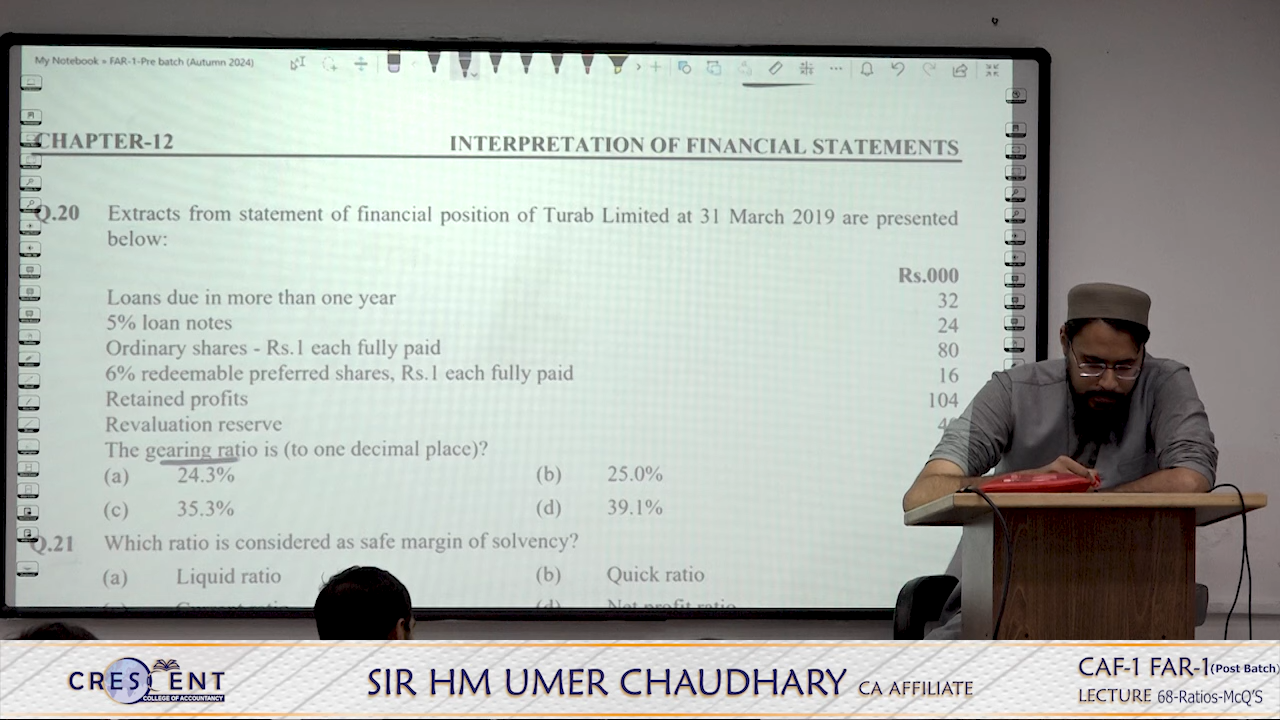 My Notebook » FAR-1-Pre batch (Autumn 2024)
CHAPTER-12 INTERPRETATION OF FINANCIAL STATEMENTS
Q.20 Extracts from statement of financial position of Turab Limited at 31 March 2019 are presented
below:
Rs.000
Loans due in more than one year 32
5% loan notes 24
Ordinary shares - Rs.1 each fully paid 80
6% redeemable preferred shares, Rs.1 each fully paid 16
Retained profits 104
Revaluation reserve
The gearing ratio is (to one decimal place)?
(a) 24.3% (b) 25.0%
(c) 35.3% (d) 39.1%
Q.21 Which ratio is considered as safe margin of solvency?
(a) Liquid ratio (b) Quick ratio
Current ratio (d) Net profit ratio
CRESCENT
COLLEGE OF ACCOUNTANCY
SIR HM UMER CHAUDHARY CA AFFILIATE
CAF-1 FAR-1(Post Batch)
LECTURE 68-Ratios-McQ'S